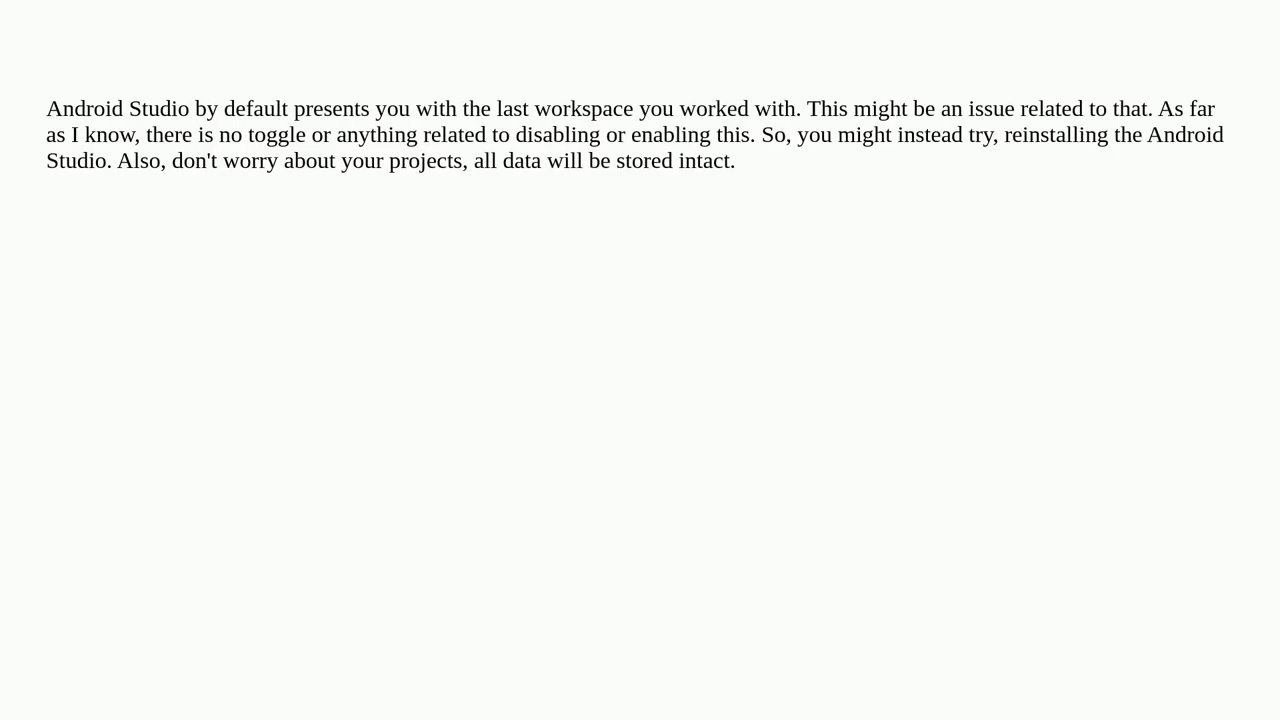 Android Studio by default presents you with the last workspace you worked with. This might be an issue related to that. As far
as I know, there is no toggle or anything related to disabling or enabling this. So, you might instead try, reinstalling the Android
Studio. Also, don't worry about your projects, all data will be stored intact.